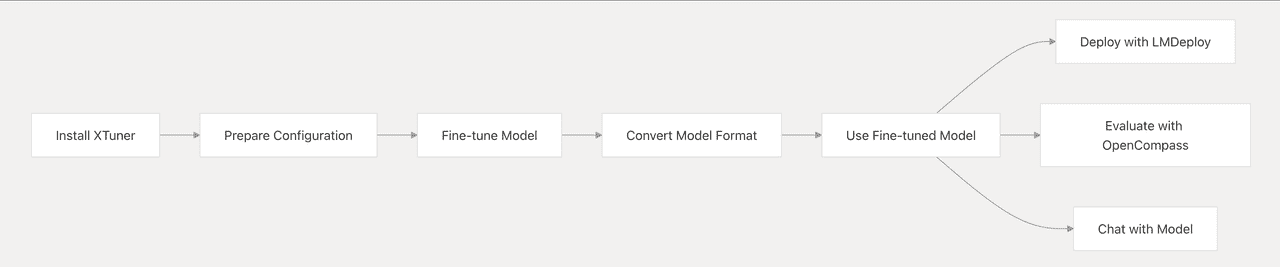 Install XTuner
Prepare Configuration
Fine-tune Model
Convert Model Format
Use Fine-tuned Model
Deploy with LMDeploy
Evaluate with
OpenCompass
Chat with Model